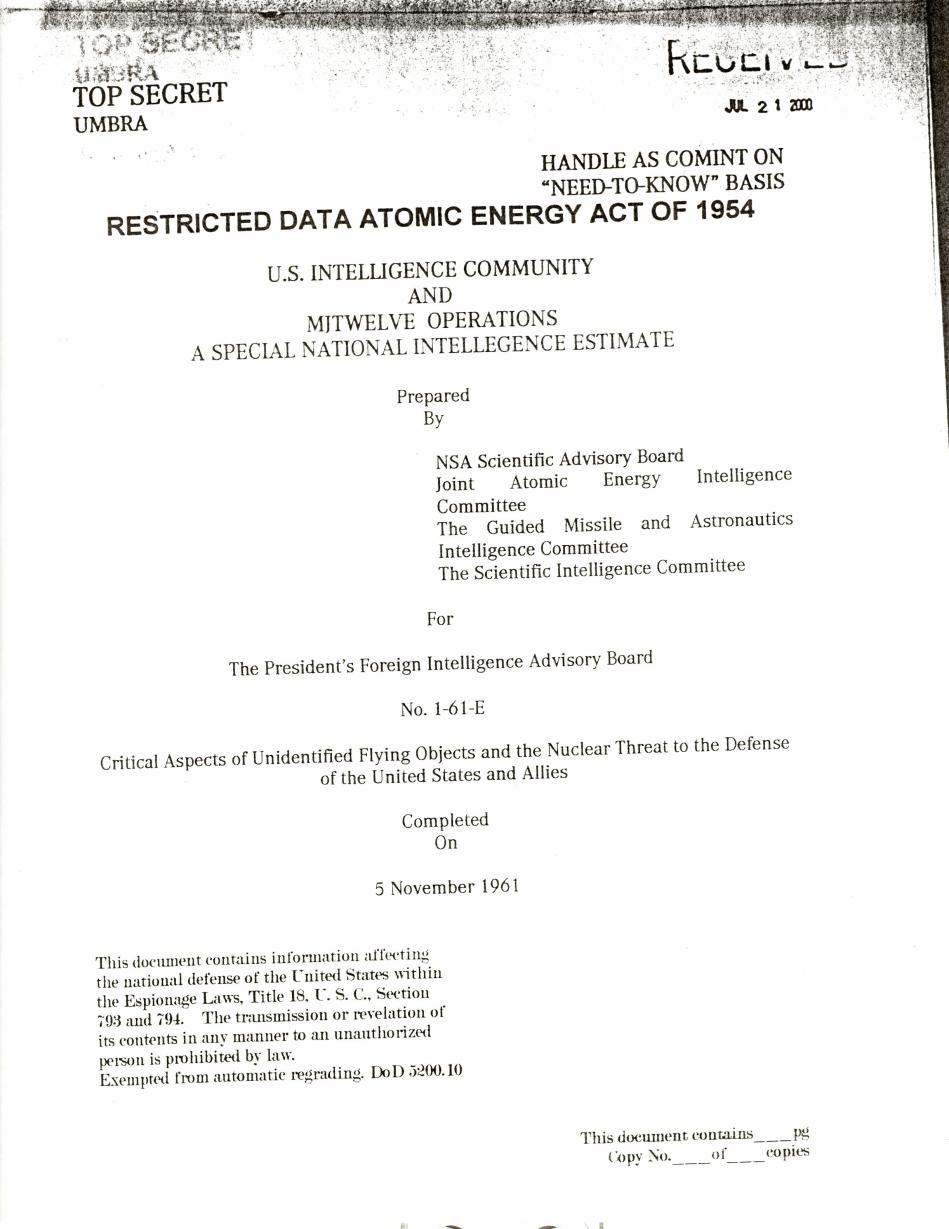 TOP SECRE
UMBRA
TOP SECRET
UMBRA
RECEIVED
JUL 2 1 2000
HANDLE AS COMINT ON
“NEED-TO-KNOW” BASIS
RESTRICTED DATA ATOMIC ENERGY ACT OF 1954
U.S. INTELLIGENCE COMMUNITY
AND
MJTWELVE OPERATIONS
A SPECIAL NATIONAL INTELLEGENCE ESTIMATE
Prepared
By
NSA Scientific Advisory Board
Joint Atomic Energy Intelligence
Committee
The Guided Missile and Astronautics
Intelligence Committee
The Scientific Intelligence Committee
For
The President’s Foreign Intelligence Advisory Board
No. 1-61-E
Critical Aspects of Unidentified Flying Objects and the Nuclear Threat to the Defense
of the United States and Allies
Completed
On
5 November 1961
This document contains information affecting
the national defense of the United States within
the Espionage Laws, Title 18, U. S. C., Section
793 and 794. The transmission or revelation of
its contents in any manner to an unauthorized
person is prohibited by law.
Exempted from automatic regrading. DoD 5200.10
This document contains____pg
Copy No.____of____copies